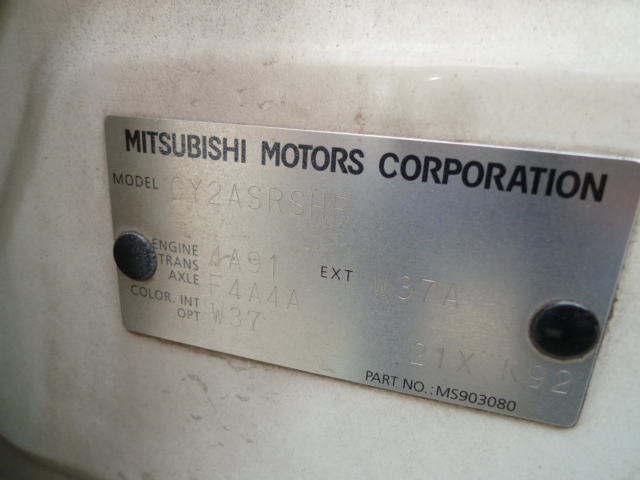 MITSUBISHI MOTORS CORPORATION
MODEL CY2ASRSHR
ENGINE 4A91 EXT W37A
TRANS AXLE F4A4A
COLOR. INT OPT W37
21X K92
PART NO.: MS903080